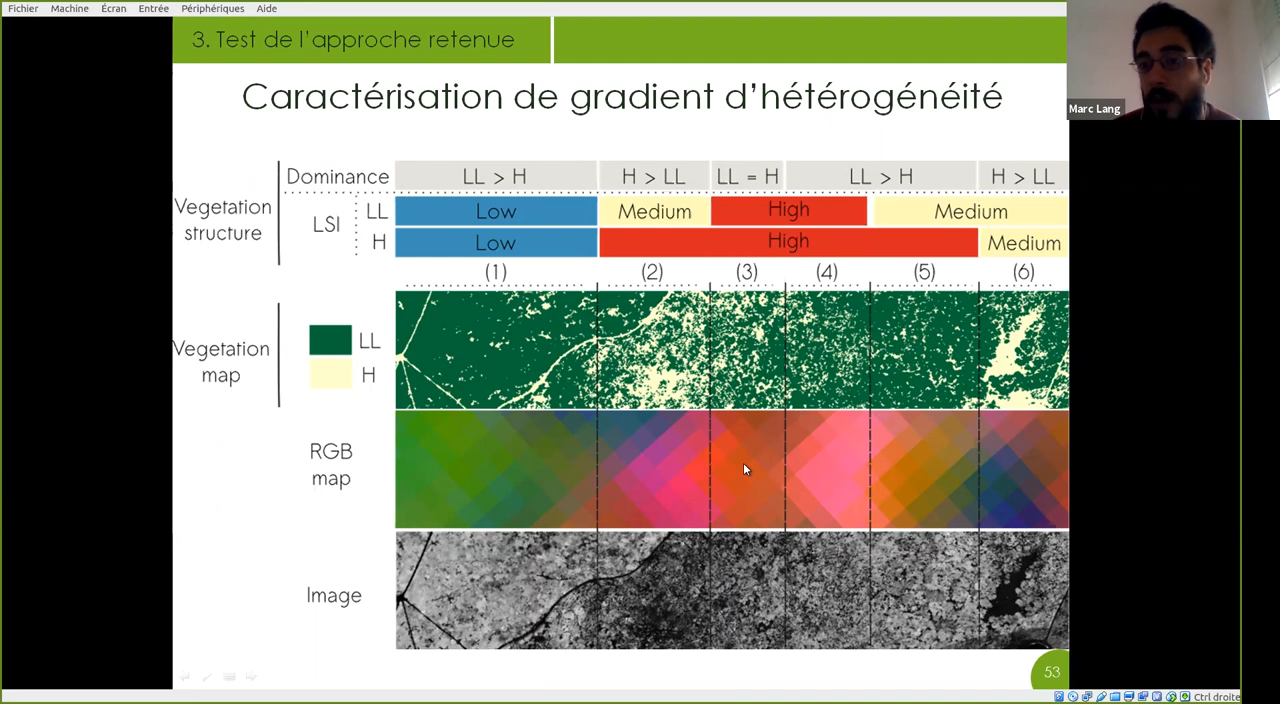 Fichier Machine Écran Entrée Périphériques Aide
3. Test de l'approche retenue
Marc Lang
Caractérisation de gradient d'hétérogénéité
Dominance LL > H H > LL LL = H LL > H H > LL
Vegetation structure
LSI
LL Low Medium High Medium
H Low High Medium
(1) (2) (3) (4) (5) (6)
Vegetation map
LL
H
RGB
map
Image
53
Ctrl droite